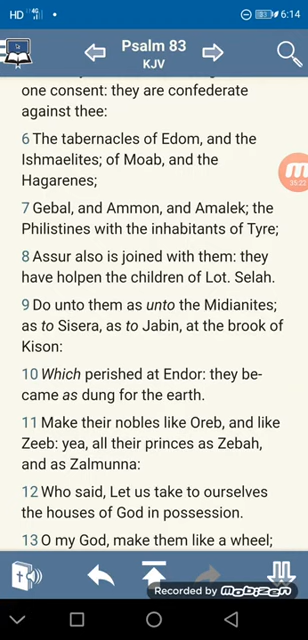 HD 4G 83 6:14
Psalm 83
KJV
one consent: they are confederate
against thee:
6 The tabernacles of Edom, and the
Ishmaelites; of Moab, and the
Hagarenes;
7 Gebal, and Ammon, and Amalek; the
Philistines with the inhabitants of Tyre;
8 Assur also is joined with them: they
have holpen the children of Lot. Selah.
9 Do unto them as unto the Midianites;
as to Sisera, as to Jabin, at the brook of
Kison:
10 Which perished at Endor: they be-
came as dung for the earth.
11 Make their nobles like Oreb, and like
Zeeb: yea, all their princes as Zebah,
and as Zalmunna:
12 Who said, Let us take to ourselves
the houses of God in possession.
13 O my God, make them like a wheel;
m
35:23
Recorded by mobizen